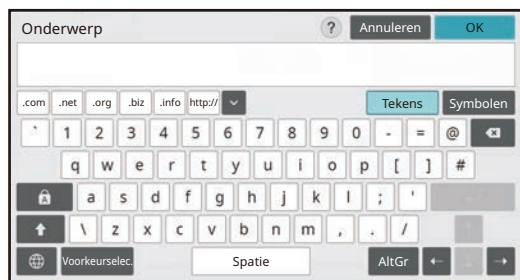 Onderwerp ? Annuleren OK
.com .net .org .biz .info http:// Tekens Symbolen
` 1 2 3 4 5 6 7 8 9 0 - = @
q w e r t y u i o p [ ] #
A a s d f g h j k l ; '
\ z x c v b n m , . /
Voorkeurselec. Spatie AltGr ← ↓ →